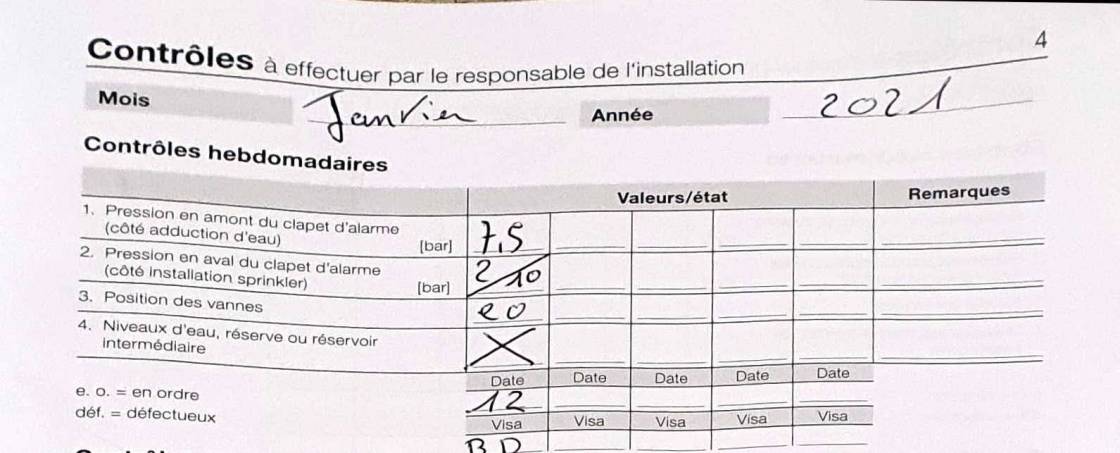 4
Contrôles à effectuer par le responsable de l'installation
Mois Janvier Année 2021
Contrôles hebdomadaires
Valeurs/état Remarques
1. Pression en amont du clapet d'alarme
(côté adduction d'eau) [bar] 7,5
2. Pression en aval du clapet d'alarme
(côté installation sprinkler) [bar] 2/10
3. Position des vannes eo
4. Niveaux d'eau, réserve ou réservoir
intermédiaire X
Date Date Date Date Date
e. o. = en ordre 12
déf. = défectueux Visa Visa Visa Visa Visa
BD